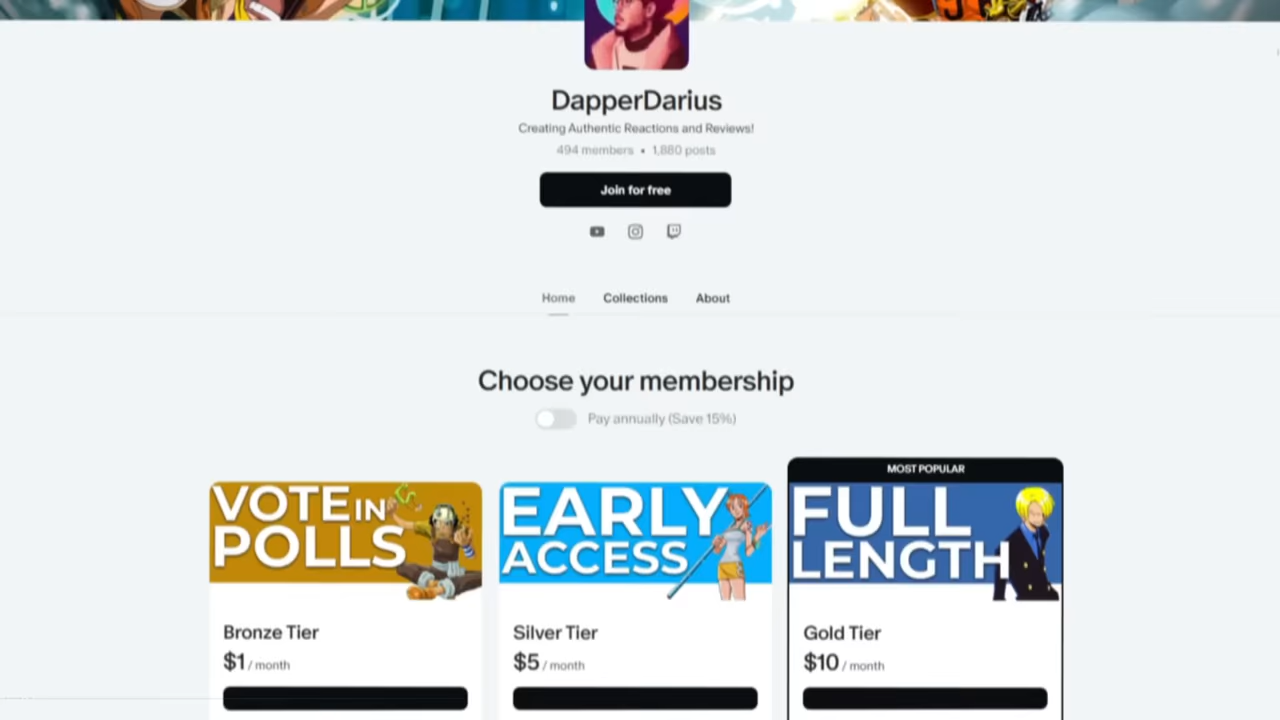 DapperDarius
Creating Authentic Reactions and Reviews!
494 members • 1,880 posts
Join for free
Home Collections About
Choose your membership
Pay annually (Save 15%)
MOST POPULAR
VOTE IN
POLLS
EARLY
ACCESS
FULL
LENGTH
Bronze Tier
$1 / month
Silver Tier
$5 / month
Gold Tier
$10 / month